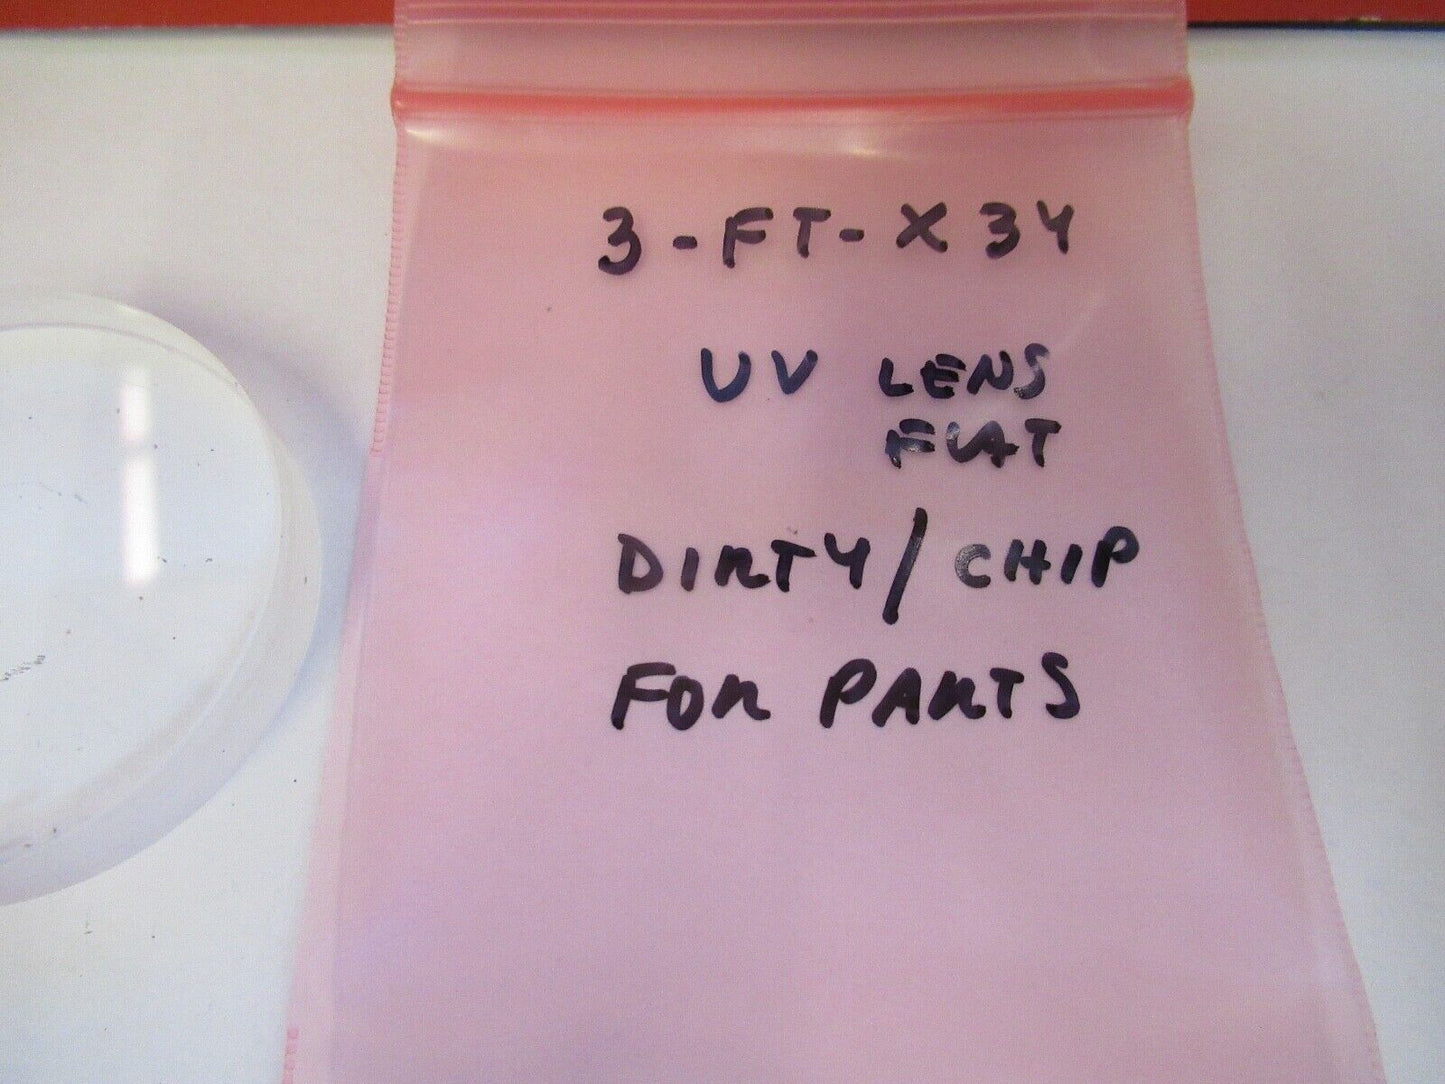 3-FT-X34
UV LENS
FLAT
DIRTY/CHIP
FOR PARTS